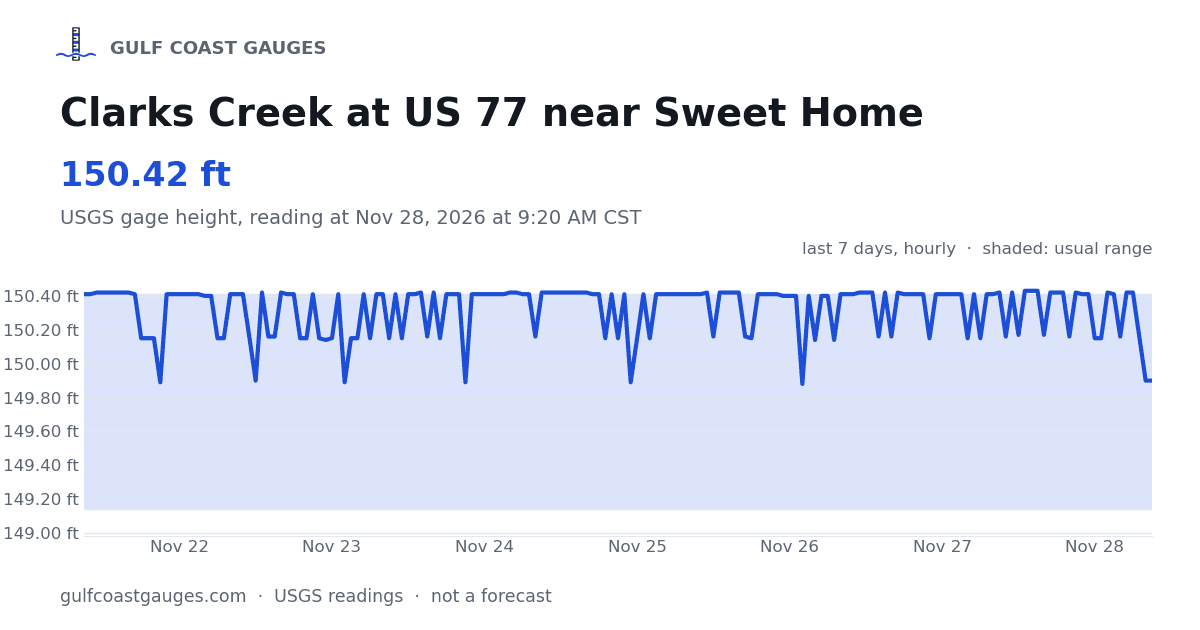 GULF COAST GAUGES
Clarks Creek at US 77 near Sweet Home
150.42 ft
USGS gage height, reading at Nov 28, 2026 at 9:20 AM CST
last 7 days, hourly · shaded: usual range
150.40 ft
150.20 ft
150.00 ft
149.80 ft
149.60 ft
149.40 ft
149.20 ft
149.00 ft
Nov 22 Nov 23 Nov 24 Nov 25 Nov 26 Nov 27 Nov 28
gulfcoastgauges.com · USGS readings · not a forecast